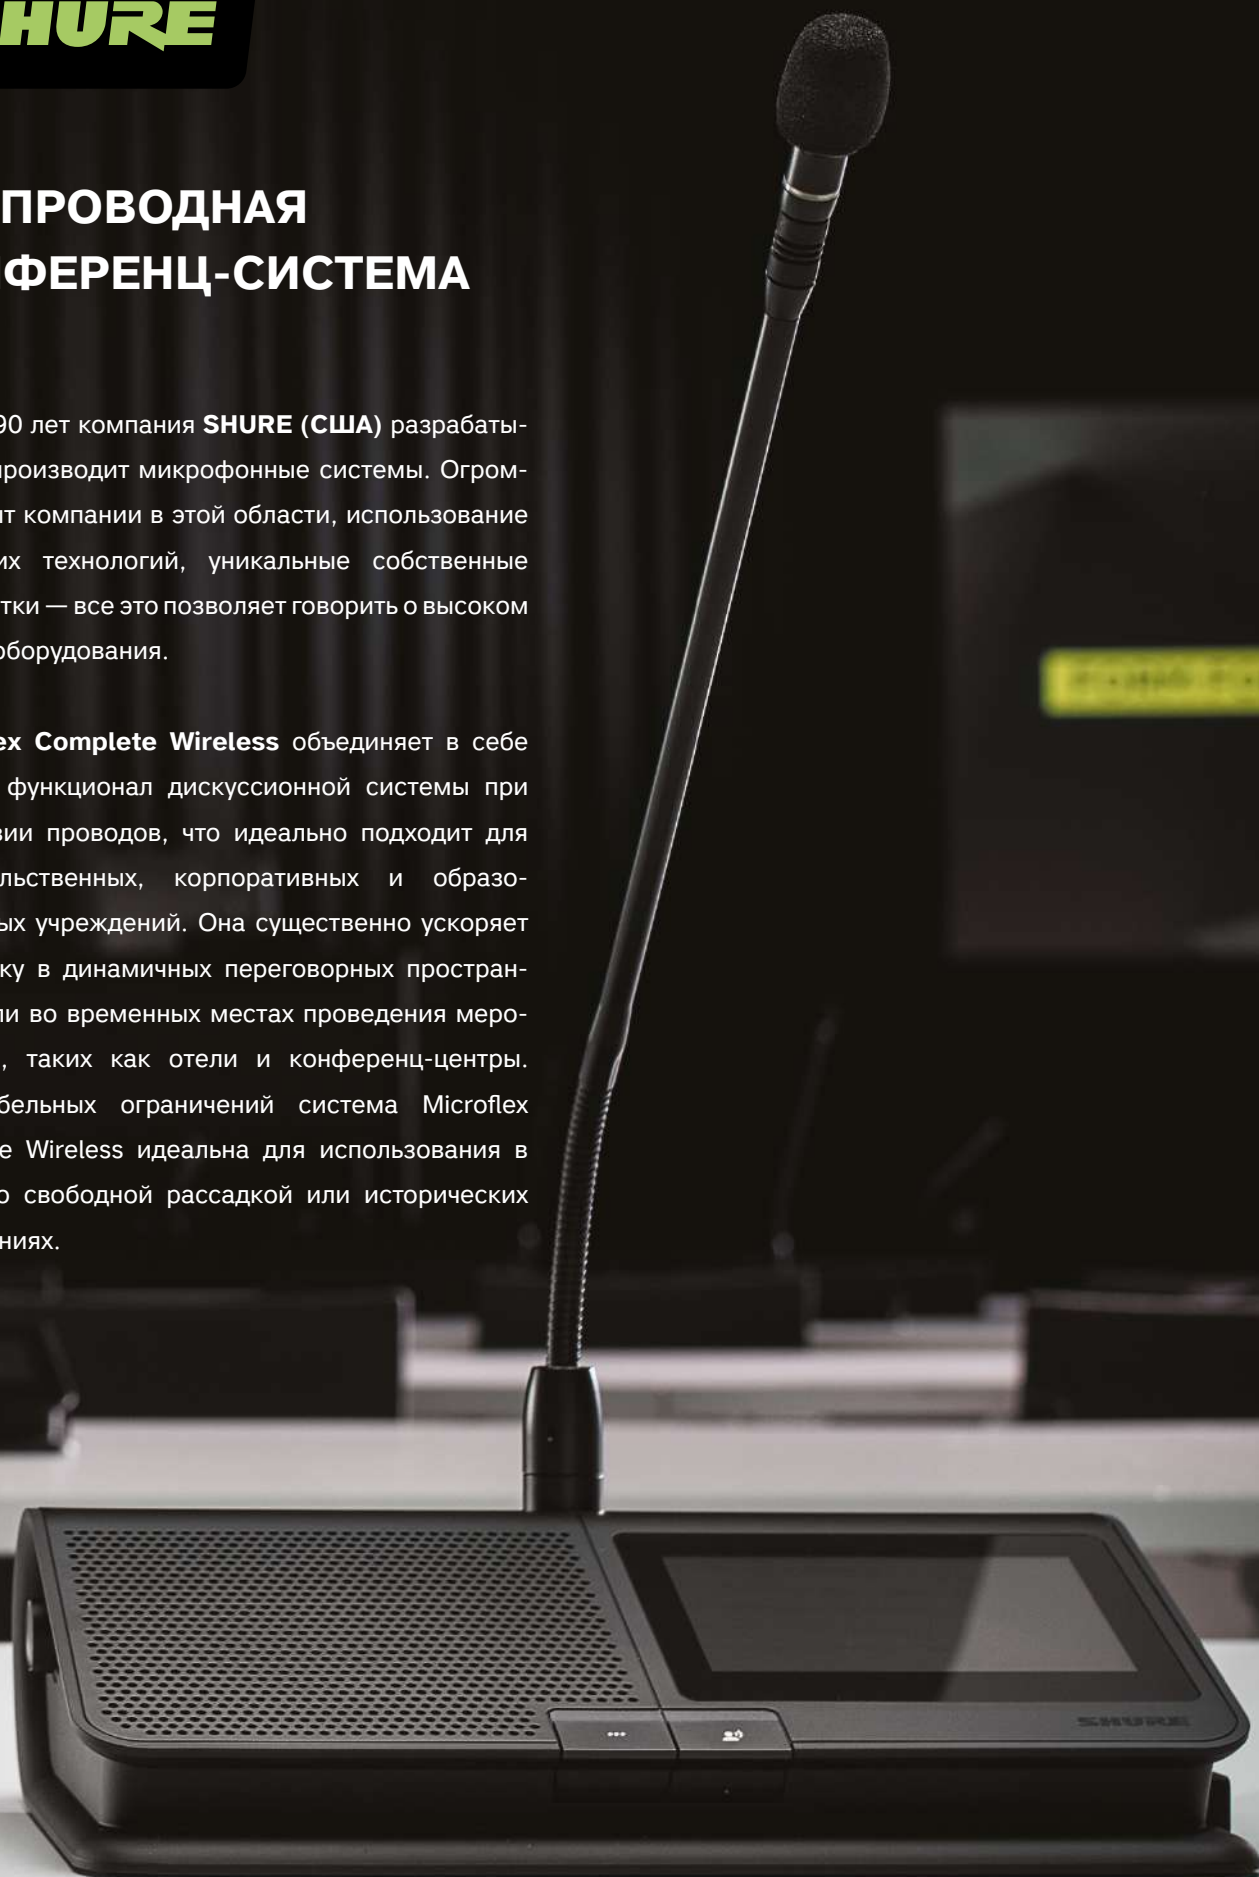 HURE
ПРОВОДНАЯ
ФЕРЕНЦ-СИСТЕМА
90 лет компания SHURE (США) разрабаты-
производит микрофонные системы. Огром-
т компании в этой области, использование
их технологий, уникальные собственные
тки — все это позволяет говорить о высоком
оборудования.
ex Complete Wireless объединяет в себе
функционал дискуссионной системы при
вии проводов, что идеально подходит для
льственных, корпоративных и образо-
ых учреждений. Она существенно ускоряет
ку в динамичных переговорных простран-
ли во временных местах проведения меро-
, таких как отели и конференц-центры.
бельных ограничений система Microflex
e Wireless идеальна для использования в
о свободной рассадкой или исторических
ниях.
SHURE